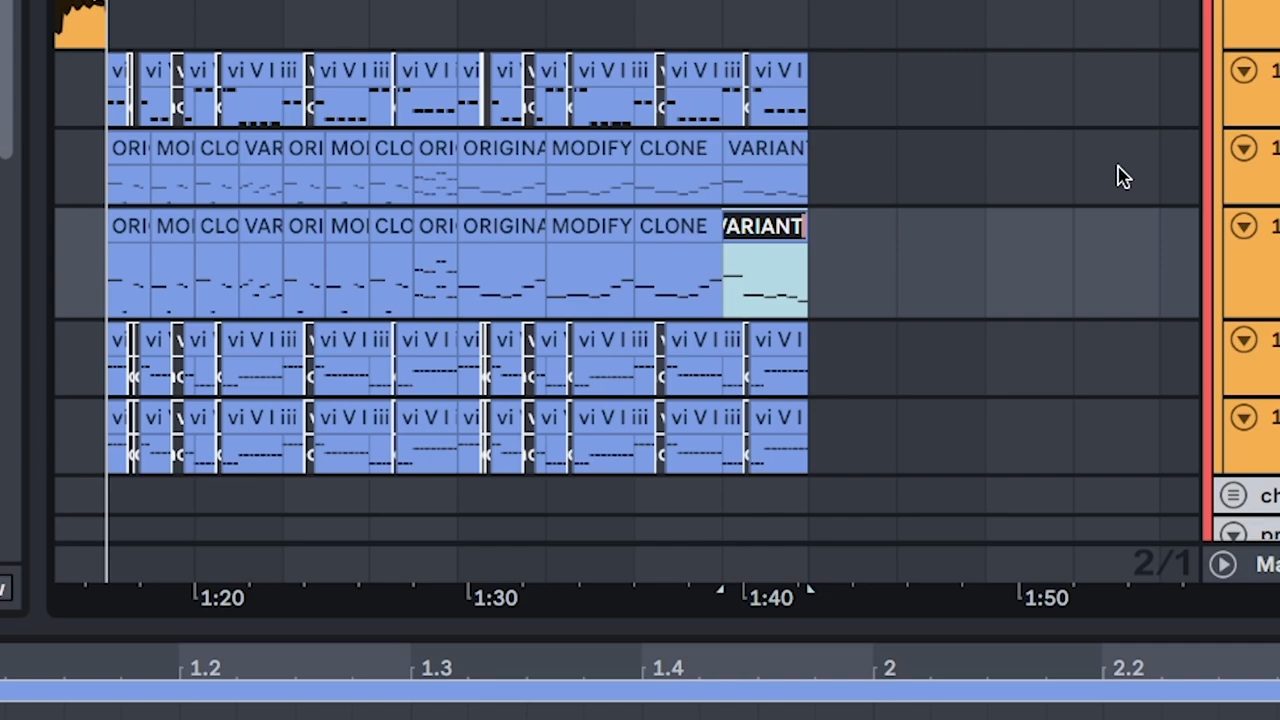 vi vi vi vi V I iii vi V I iii vi V I vi vi vi vi V I iii vi V I iii vi V I
ORI MO CLO VAR ORI MO CLO ORI ORIGINA MODIFY CLONE VARIAN
ORI MO CLO VAR ORI MO CLO ORI ORIGINA MODIFY CLONE VARIANT
vi vi vi vi V I iii vi V I iii vi V I vi vi vi vi V I iii vi V I iii vi V I
vi vi vi vi V I iii vi V I iii vi V I vi vi vi vi V I iii vi V I iii vi V I
ch
2/1 Ma
1:20 1:30 1:40 1:50
1.2 1.3 1.4 2 2.2